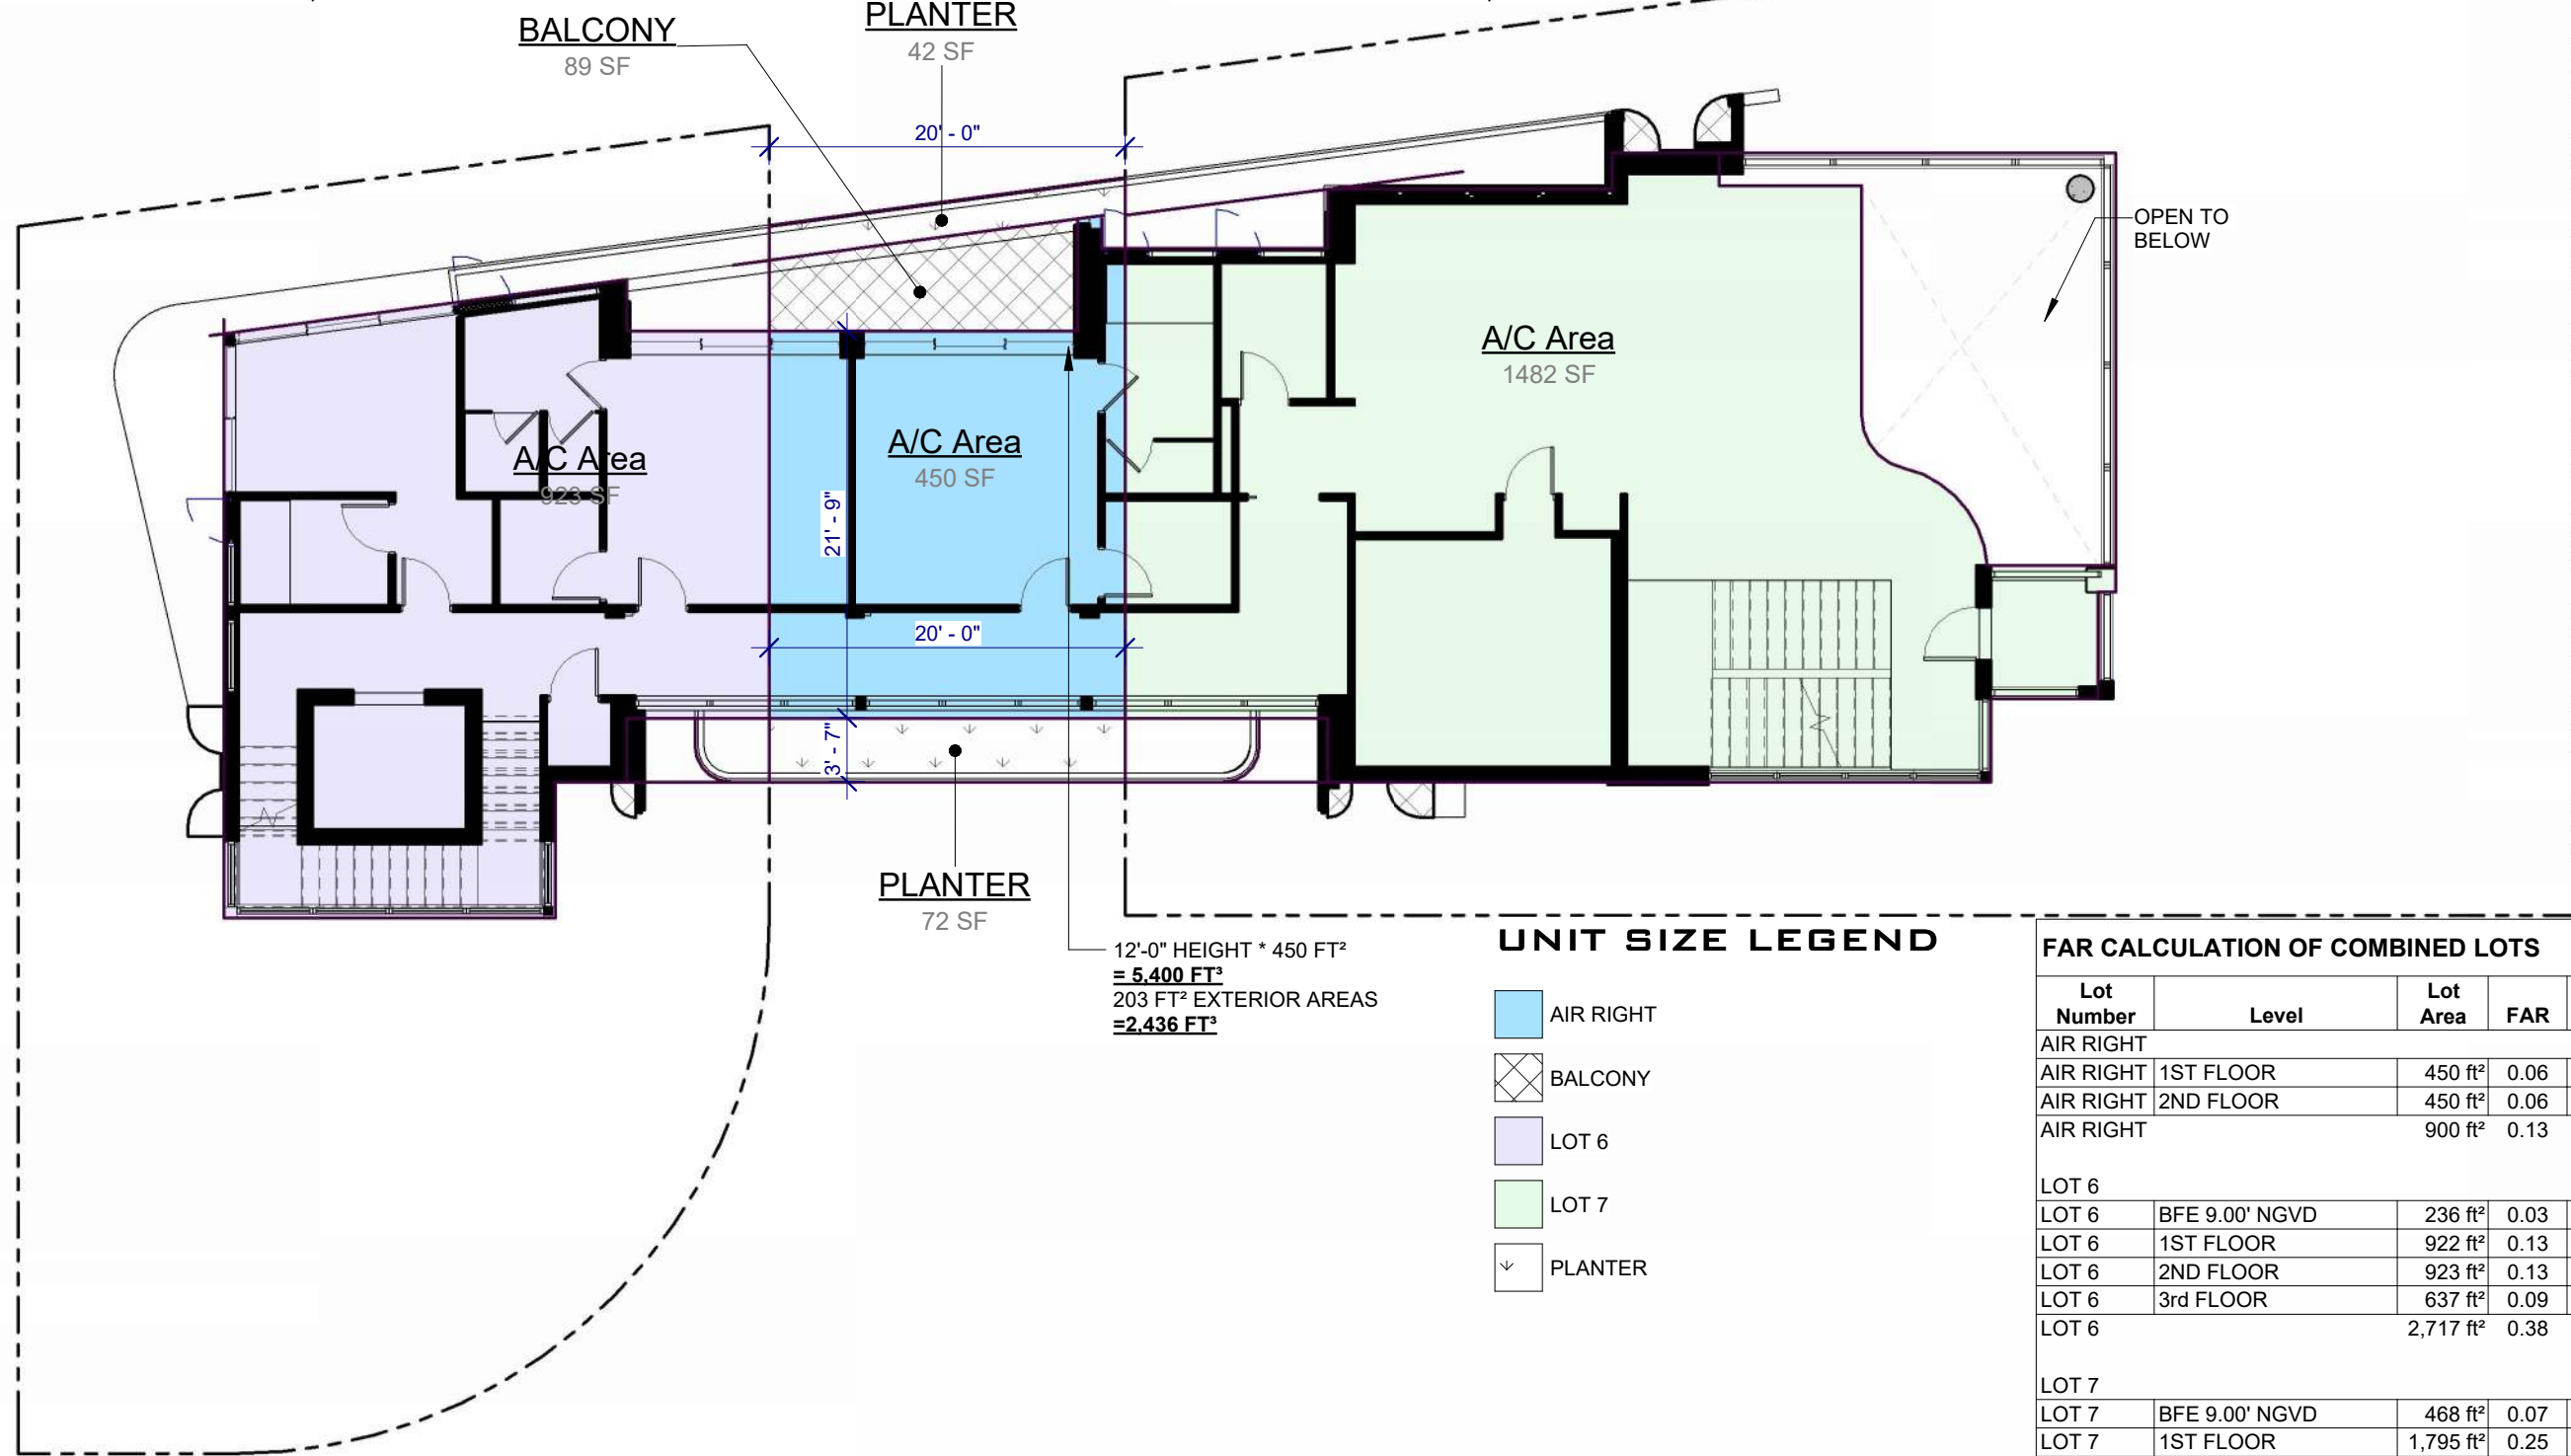 PLANTER
42 SF
BALCONY
89 SF
20' - 0"
OPEN TO
BELOW
A/C Area
1482 SF
A/C Area
450 SF
A/C Area
923 SF
21' - 9"
20' - 0"
3' - 7"
PLANTER
72 SF
12'-0" HEIGHT * 450 FT²
= 5,400 FT³
203 FT² EXTERIOR AREAS
=2,436 FT³
UNIT SIZE LEGEND
AIR RIGHT
BALCONY
LOT 6
LOT 7
PLANTER
FAR CALCULATION OF COMBINED LOTS
Lot Number Level Lot Area FAR
AIR RIGHT
AIR RIGHT 1ST FLOOR 450 ft² 0.06
AIR RIGHT 2ND FLOOR 450 ft² 0.06
AIR RIGHT 900 ft² 0.13
LOT 6
LOT 6 BFE 9.00' NGVD 236 ft² 0.03
LOT 6 1ST FLOOR 922 ft² 0.13
LOT 6 2ND FLOOR 923 ft² 0.13
LOT 6 3rd FLOOR 637 ft² 0.09
LOT 6 2,717 ft² 0.38
LOT 7
LOT 7 BFE 9.00' NGVD 468 ft² 0.07
LOT 7 1ST FLOOR 1,795 ft² 0.25